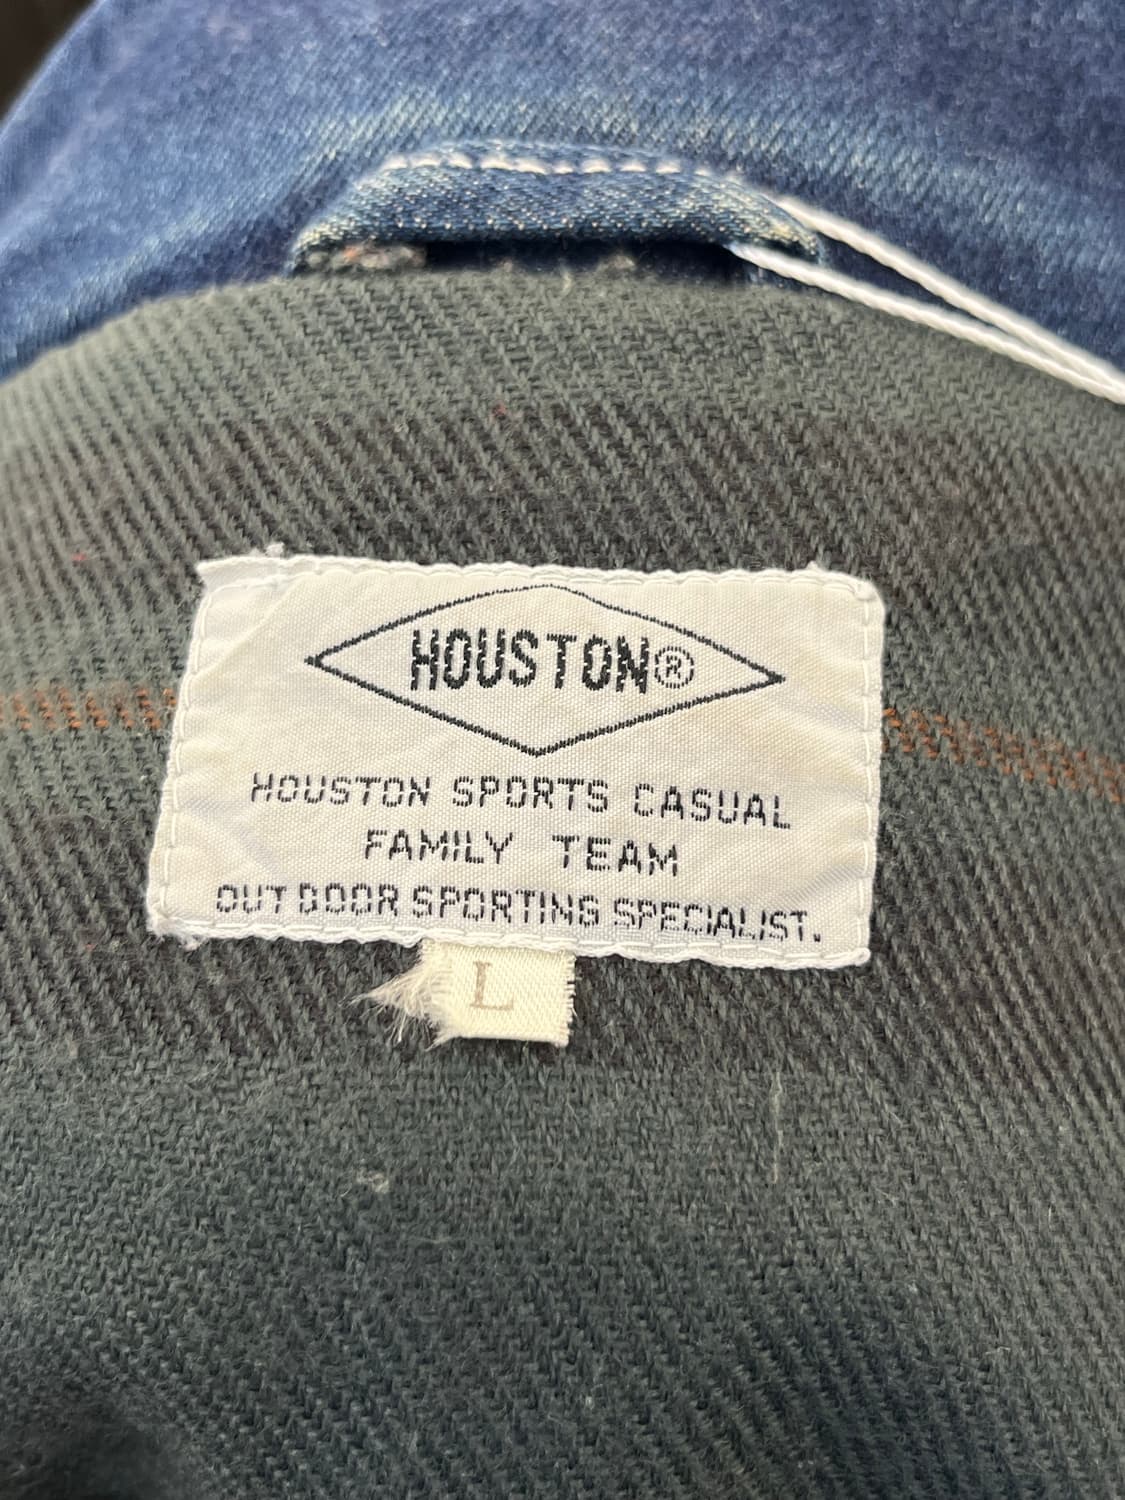 HOUSTON®
HOUSTON SPORTS CASUAL
FAMILY TEAM
OUT DOOR SPORTING SPECIALIST.
L